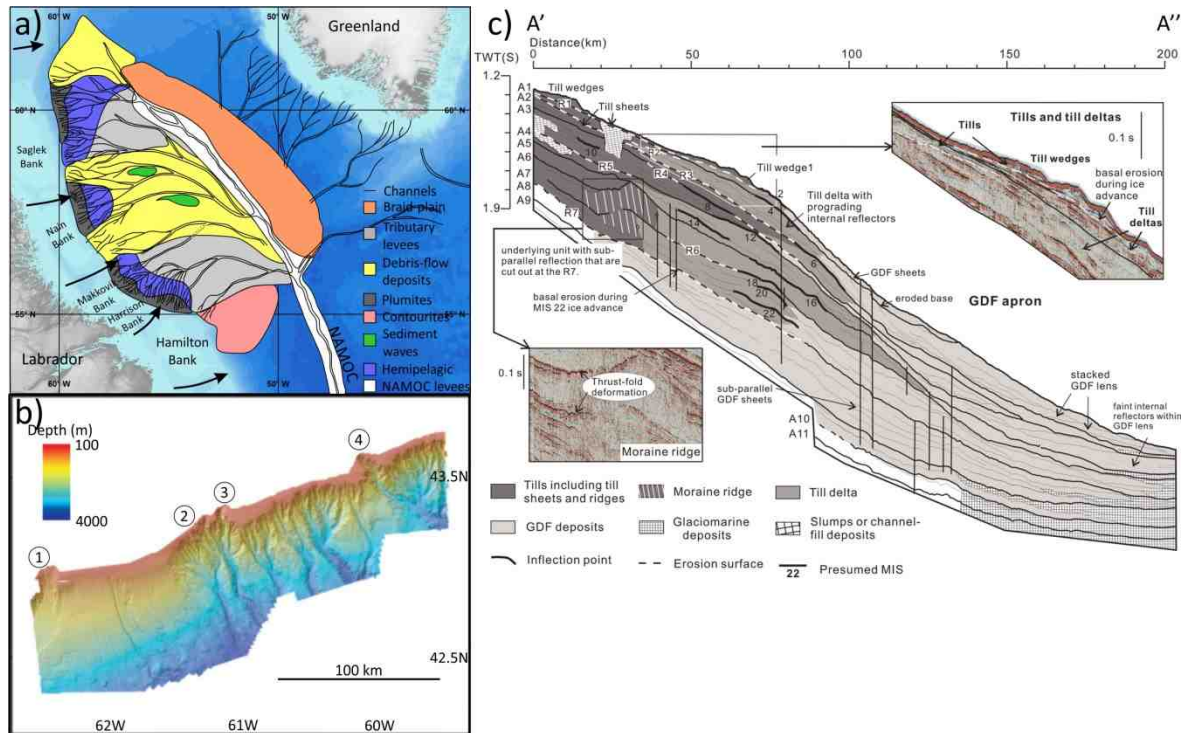 a)
60° W
50° W
Greenland
60° N
60° N
Saglek
Bank
Nain
Bank
Makkovik
Bank
Harrison
Bank
55° N
55° N
Labrador
Hamilton
Bank
60° W
50° W
NAMOC
Channels
Braid plain
Tributary
levees
Debris-flow
deposits
Plumites
Contourites
Sediment
waves
Hemipelagic
NAMOC levees
b)
Depth (m)
100
4000
1
2
3
4
43.5N
42.5N
100 km
62W
61W
60W
c)
A'
A''
Distance(km)
TWT(S)
0
50
100
150
200
1.2
1.9
A1
A2
A3
A4
A5
A6
A7
A8
A9
A10
A11
Till wedges
R1
Till sheets
10
R5
R2
R4
R3
R7
R6
Till wedge1
2
4
6
8
12
14
16
18
20
22
Till delta with
prograding
internal reflectors
underlying unit with sub-
parallel reflection that are
cut out at the R7.
basal erosion during
MIS 22 ice advance
GDF sheets
eroded base
GDF apron
sub-parallel
GDF sheets
stacked
GDF lens
faint internal
reflectors within
GDF lens
Tills and till deltas
0.1 s
Tills
Till wedges
basal erosion
during ice
advance
Till
deltas
0.1 s
Thrust-fold
deformation
Moraine ridge
Tills including till
sheets and ridges
Moraine ridge
Till delta
GDF deposits
Glaciomarine
deposits
Slumps or channel-
fill deposits
Inflection point
Erosion surface
22 Presumed MIS